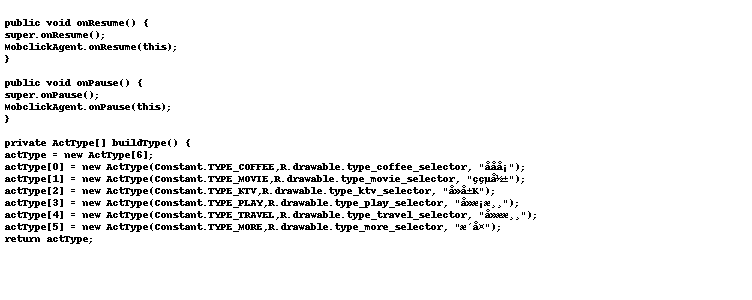 public void onResume() {
super.onResume();
MobclickAgent.onResume(this);
}
public void onPause() {
super.onPause();
MobclickAgent.onPause(this);
}
private ActType[] buildType() {
actType = new ActType[6];
actType[0] = new ActType(Constant.TYPE_COFFEE,R.drawable.type_coffee_selector, "ååå¡");
actType[1] = new ActType(Constant.TYPE_MOVIE,R.drawable.type_movie_selector, "ççµå½±");
actType[2] = new ActType(Constant.TYPE_KTV,R.drawable.type_ktv_selector, "å»å±K");
actType[3] = new ActType(Constant.TYPE_PLAY,R.drawable.type_play_selector, "å»æ¡æ¸¸");
actType[4] = new ActType(Constant.TYPE_TRAVEL,R.drawable.type_travel_selector, "å»ææ¸¸");
actType[5] = new ActType(Constant.TYPE_MORE,R.drawable.type_more_selector, "æ´å¤");
return actType;